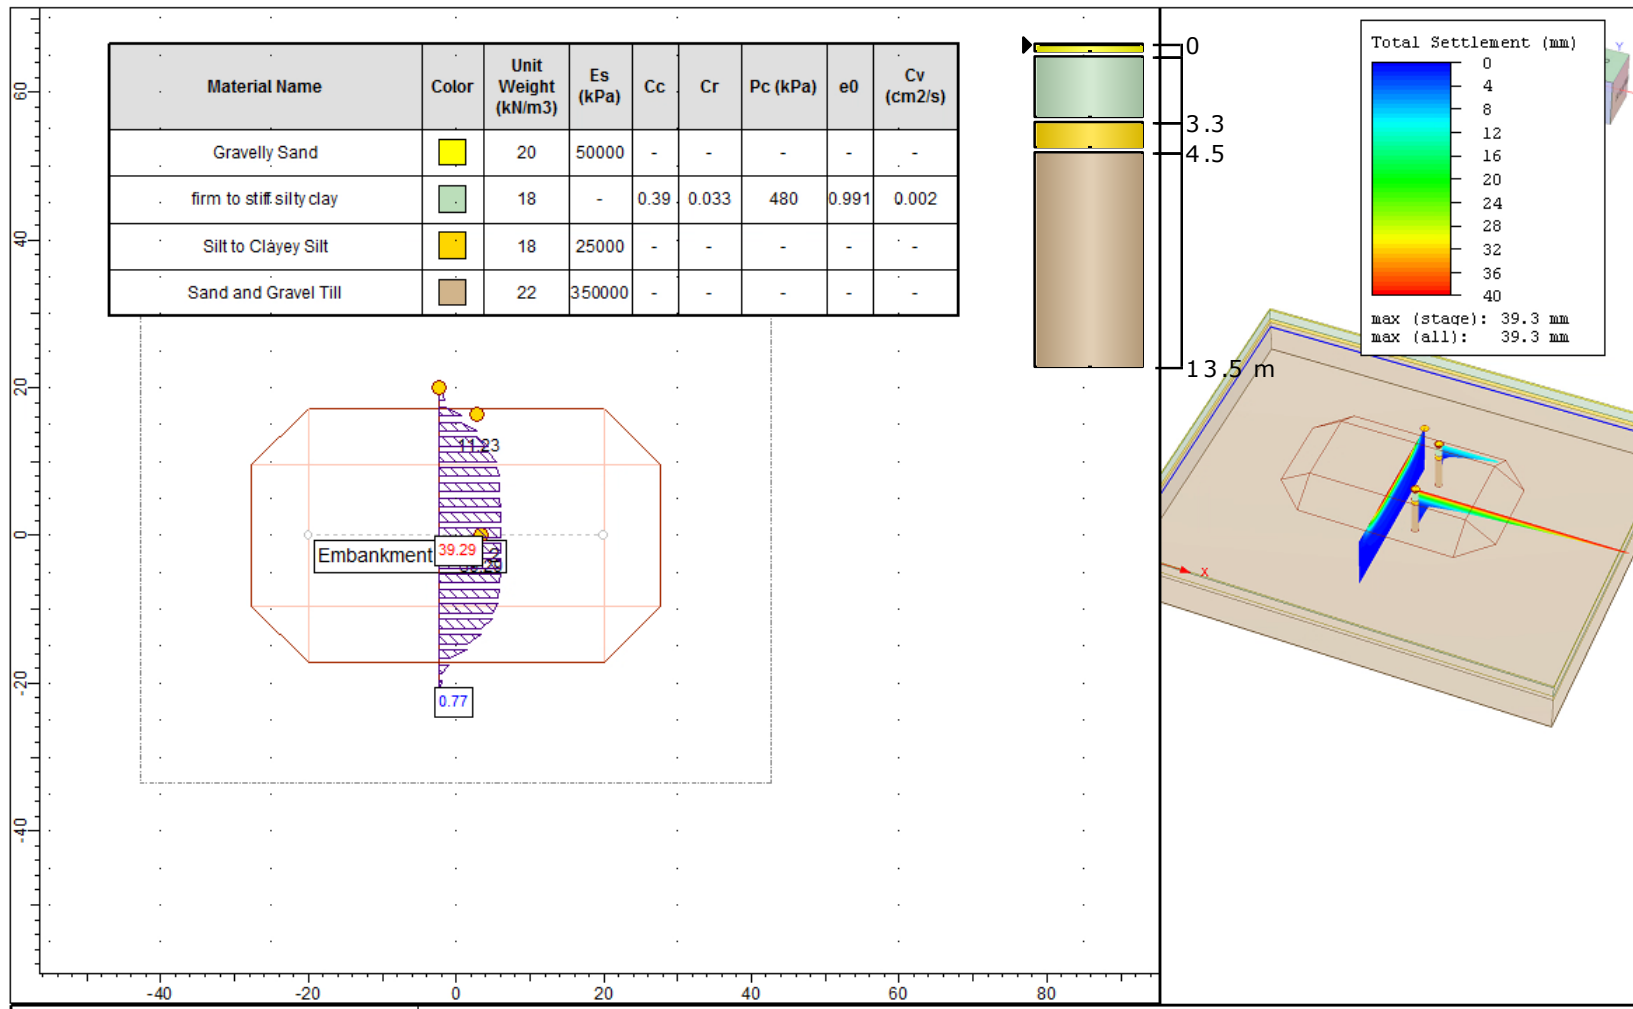 Material Name Color Unit Weight (kN/m3) Es (kPa) Cc Cr Pc (kPa) e0 Cv (cm2/s)
Gravelly Sand 20 50000 - - - - -
firm to stiff silty clay 18 - 0.39 0.033 480 0.991 0.002
Silt to Clayey Silt 18 25000 - - - - -
Sand and Gravel Till 22 350000 - - - - -
0
3.3
4.5
13.5 m
Total Settlement (mm)
0
4
8
12
16
20
24
28
32
36
40
max (stage): 39.3 mm
max (all): 39.3 mm
Y
X
60
40
20
0
-20
-40
11.23
Embankment
39.29
0.77
-40 -20 0 20 40 60 80